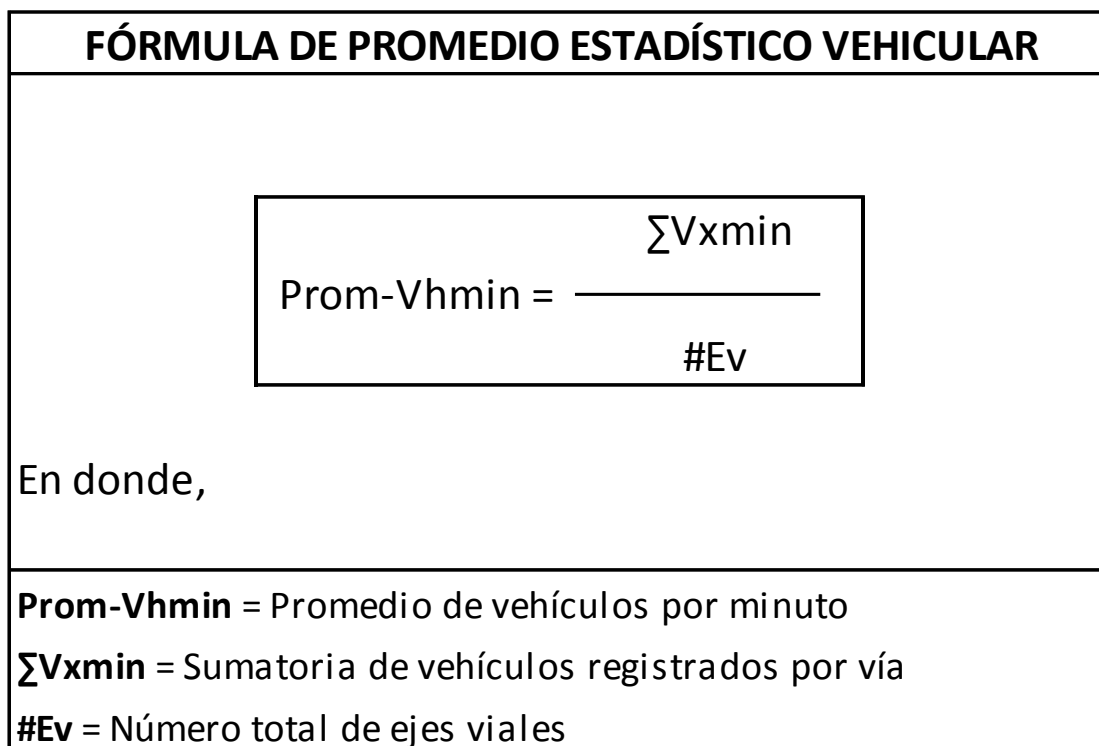 FÓRMULA DE PROMEDIO ESTADÍSTICO VEHICULAR
∑Vxmin
Prom-Vhmin =
#Ev
En donde,
Prom-Vhmin = Promedio de vehículos por minuto
∑Vxmin = Sumatoria de vehículos registrados por vía
#Ev = Número total de ejes viales